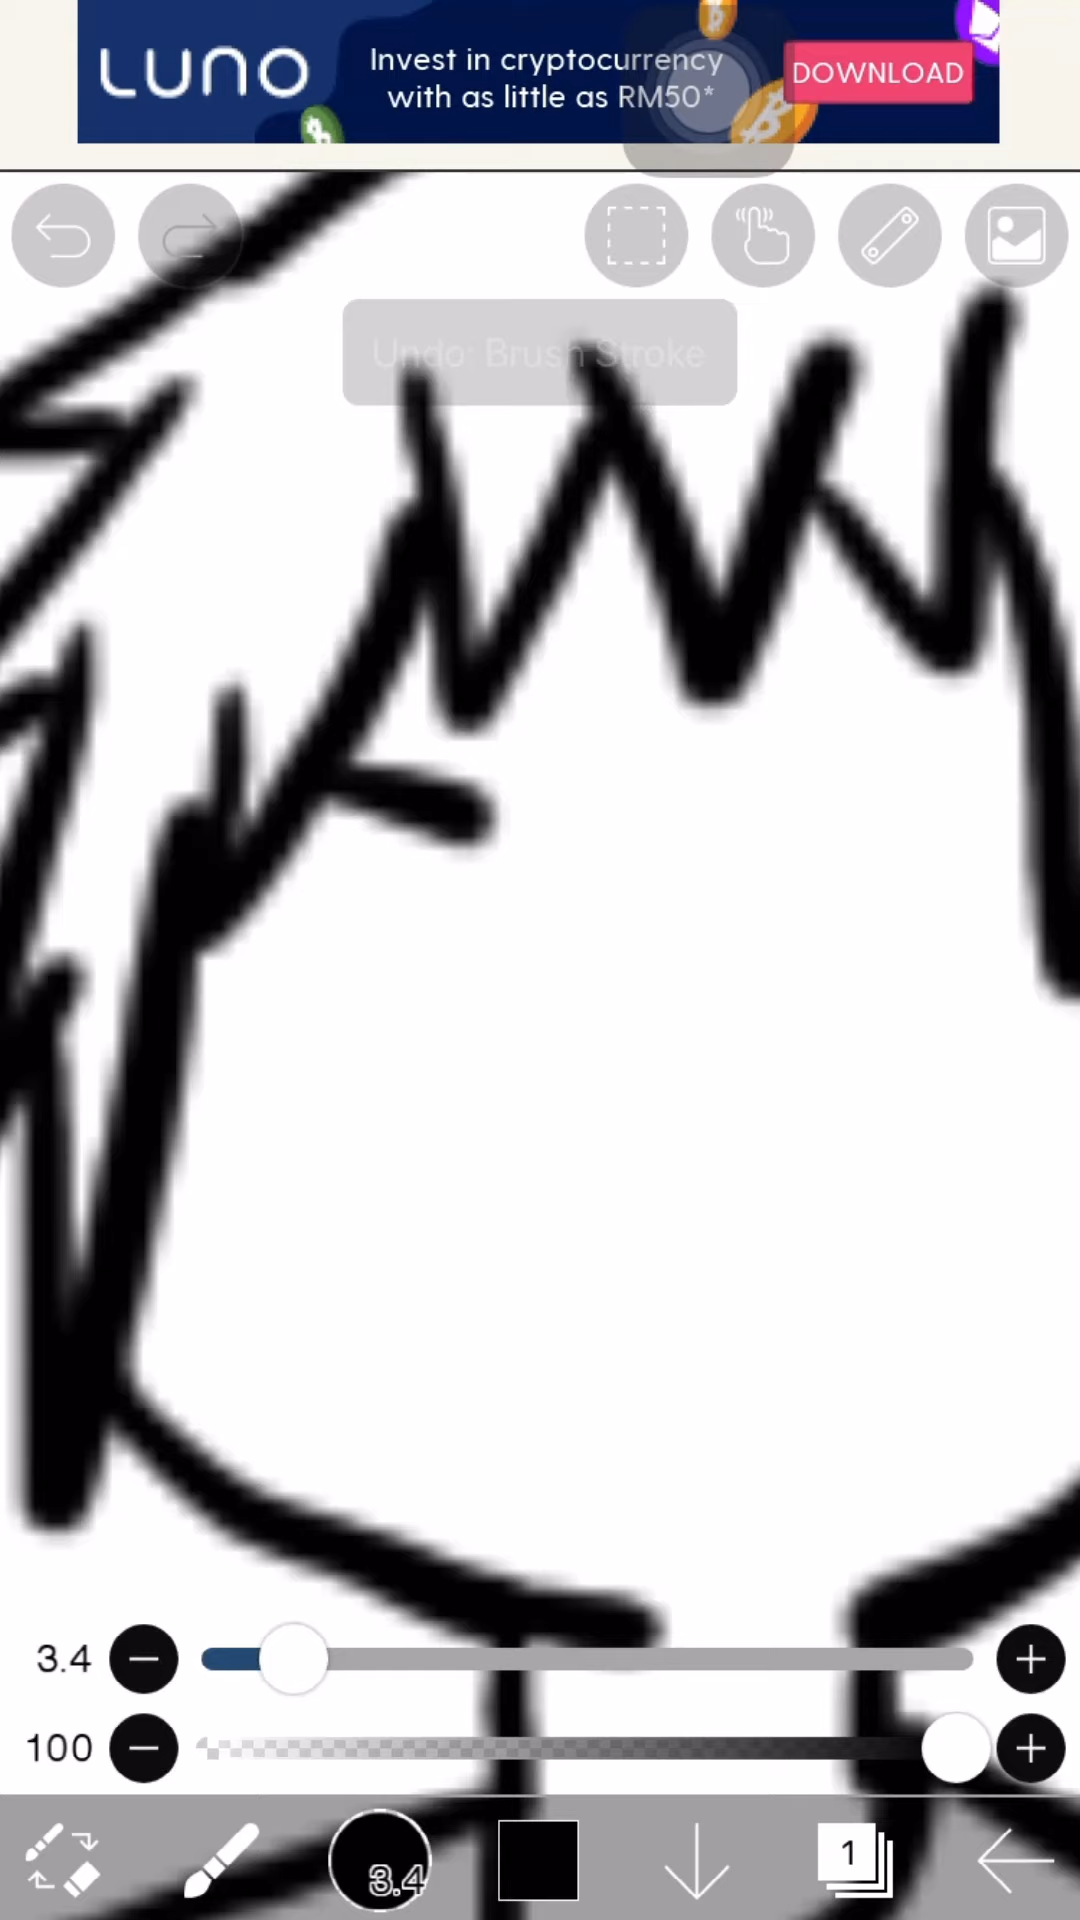 LUNO
Invest in cryptocurrency
with as little as RM50*
DOWNLOAD
Undo: Brush Stroke
3.4
100
3.4
1